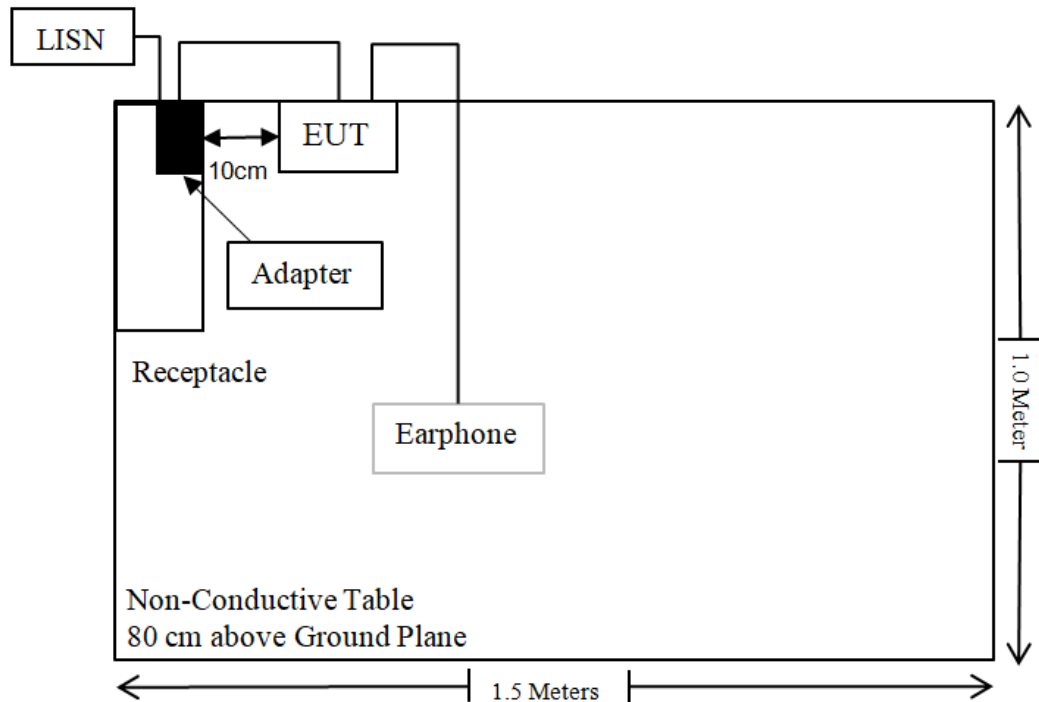 LISN
EUT
10cm
Adapter
Receptacle
1.0 Meter
Earphone
Non-Conductive Table
80 cm above Ground Plane
1.5 Meters